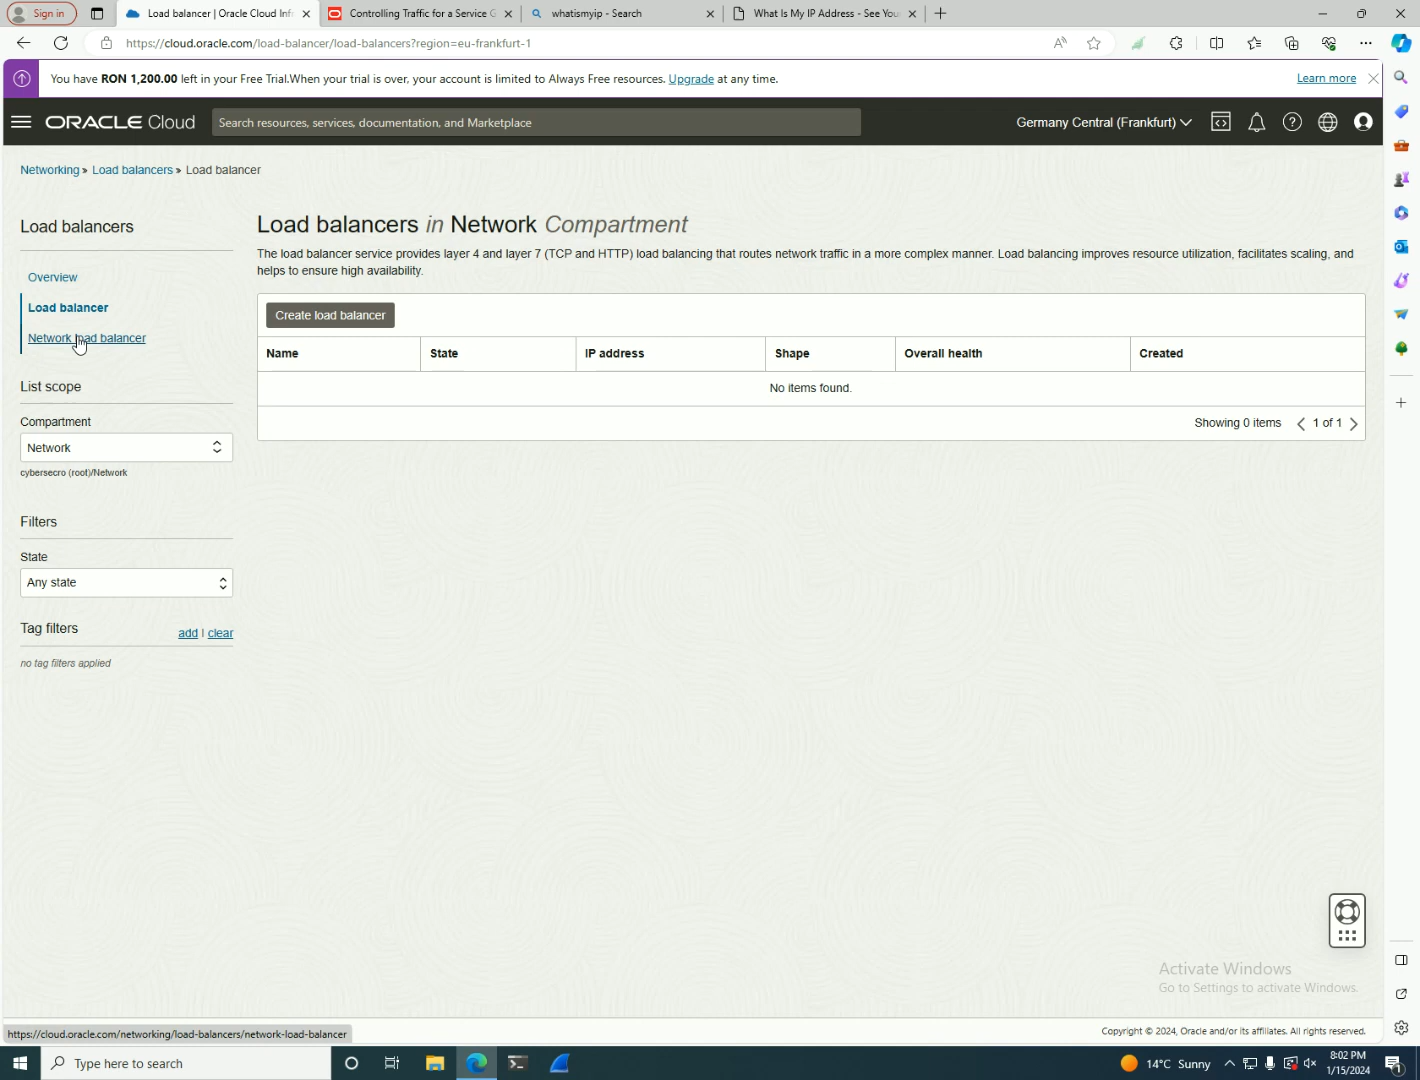 Sign in
Load balancer | Oracle Cloud Inf
Controlling Traffic for a Service G
whatismyip - Search
What Is My IP Address - See You
https://cloud.oracle.com/load-balancer/load-balancers?region=eu-frankfurt-1
You have RON 1,200.00 left in your Free Trial.When your trial is over, your account is limited to Always Free resources. Upgrade at any time.
Learn more
ORACLE Cloud
Search resources, services, documentation, and Marketplace
Germany Central (Frankfurt)
Networking » Load balancers » Load balancer
Load balancers
Overview
Load balancer
Network load balancer
List scope
Compartment
Network
cybersecro (root)/Network
Filters
State
Any state
Tag filters
add | clear
no tag filters applied
Load balancers in Network Compartment
The load balancer service provides layer 4 and layer 7 (TCP and HTTP) load balancing that routes network traffic in a more complex manner. Load balancing improves resource utilization, facilitates scaling, and
helps to ensure high availability.
Create load balancer
Name State IP address Shape Overall health Created
No items found.
Showing 0 items < 1 of 1 >
Activate Windows
Go to Settings to activate Windows.
https://cloud.oracle.com/networking/load-balancers/network-load-balancer
Copyright © 2024, Oracle and/or its affiliates. All rights reserved.
Type here to search
14°C Sunny
8:02 PM
1/15/2024
1